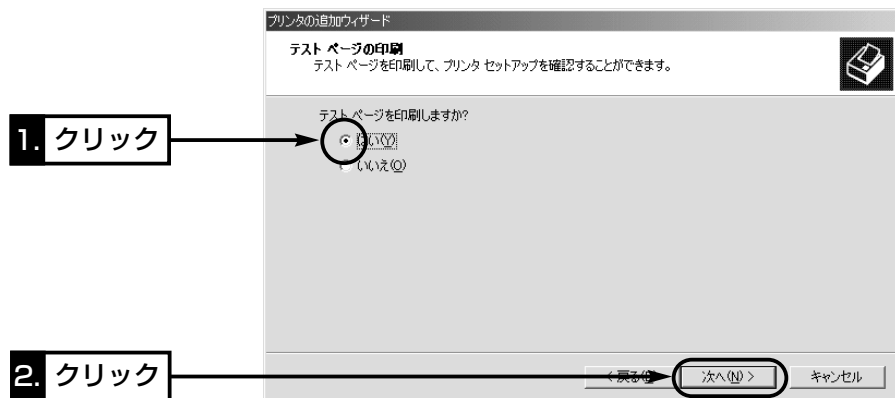 プリンタの追加ウィザード
テスト ページの印刷
テスト ページを印刷して、プリンタ セットアップを確認することができます。
テスト ページを印刷しますか?
1. クリック
はい(Y)
いいえ(O)
2. クリック
< 戻る
次へ(N) >
キャンセル